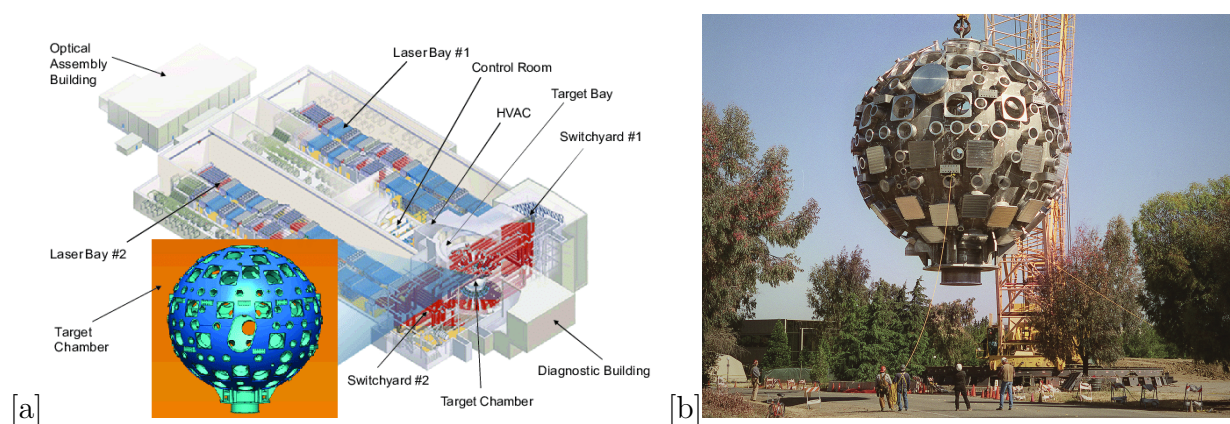 Optical
Assembly
Building
Laser Bay #1
Control Room
Target Bay
HVAC
Switchyard #1
Laser Bay #2
Target
Chamber
Switchyard #2
Target Chamber
Diagnostic Building
[a]
[b]